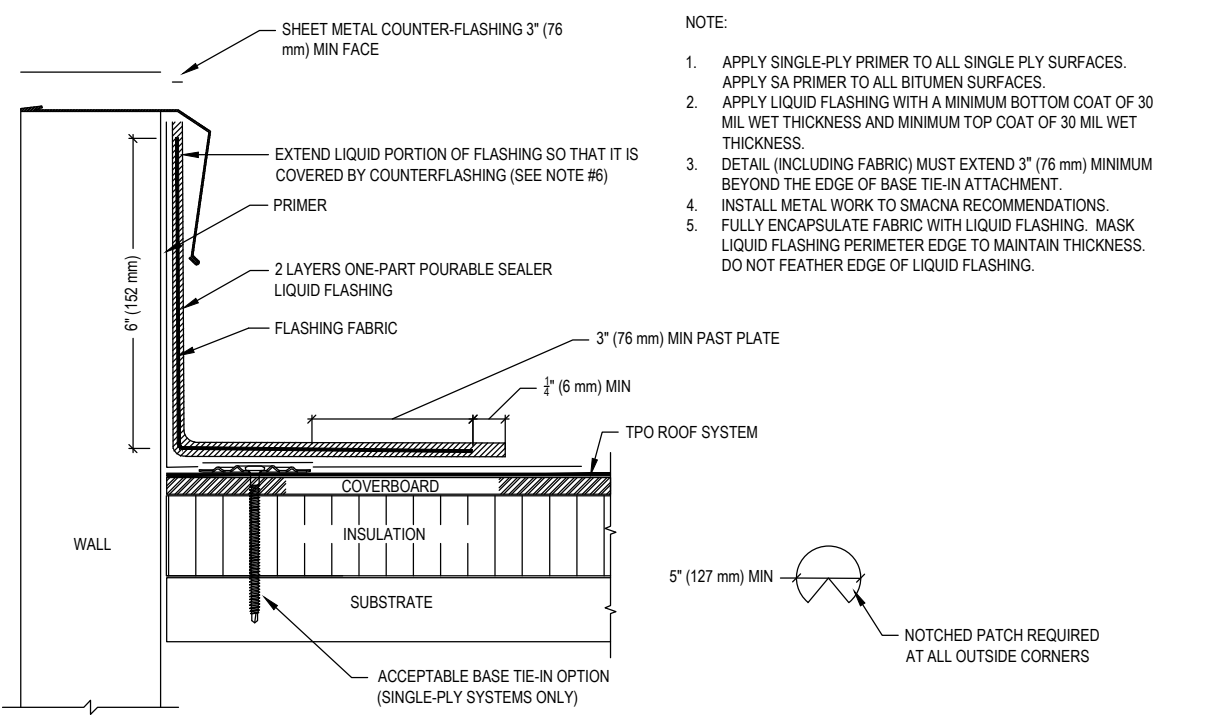 SHEET METAL COUNTER-FLASHING 3" (76
mm) MIN FACE
EXTEND LIQUID PORTION OF FLASHING SO THAT IT IS
COVERED BY COUNTERFLASHING (SEE NOTE #6)
PRIMER
6" (152 mm)
2 LAYERS ONE-PART POURABLE SEALER
LIQUID FLASHING
FLASHING FABRIC
3" (76 mm) MIN PAST PLATE
1/4" (6 mm) MIN
TPO ROOF SYSTEM
COVERBOARD
INSULATION
WALL
SUBSTRATE
ACCEPTABLE BASE TIE-IN OPTION
(SINGLE-PLY SYSTEMS ONLY)
NOTE:
1. APPLY SINGLE-PLY PRIMER TO ALL SINGLE PLY SURFACES.
APPLY SA PRIMER TO ALL BITUMEN SURFACES.
2. APPLY LIQUID FLASHING WITH A MINIMUM BOTTOM COAT OF 30
MIL WET THICKNESS AND MINIMUM TOP COAT OF 30 MIL WET
THICKNESS.
3. DETAIL (INCLUDING FABRIC) MUST EXTEND 3" (76 mm) MINIMUM
BEYOND THE EDGE OF BASE TIE-IN ATTACHMENT.
4. INSTALL METAL WORK TO SMACNA RECOMMENDATIONS.
5. FULLY ENCAPSULATE FABRIC WITH LIQUID FLASHING. MASK
LIQUID FLASHING PERIMETER EDGE TO MAINTAIN THICKNESS.
DO NOT FEATHER EDGE OF LIQUID FLASHING.
5" (127 mm) MIN
NOTCHED PATCH REQUIRED
AT ALL OUTSIDE CORNERS